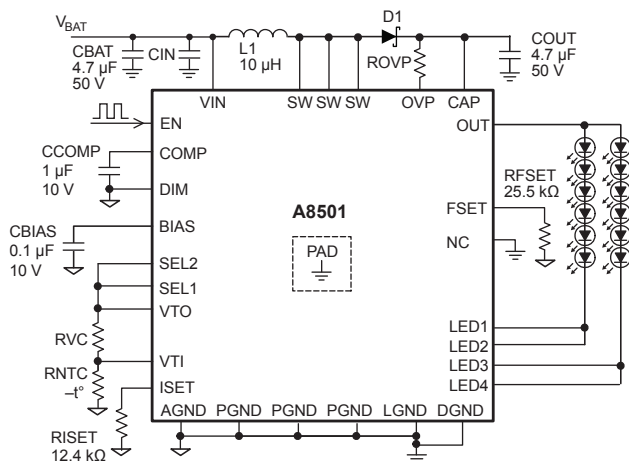 VBAT
D1
CBAT
4.7 µF
50 V
CIN
L1
10 µH
ROVP
COUT
4.7 µF
50 V
VIN
SW SW SW
OVP
CAP
EN
OUT
CCOMP
1 µF
10 V
COMP
DIM
RFSET
25.5 kΩ
A8501
FSET
CBIAS
0.1 µF
10 V
BIAS
NC
PAD
SEL2
SEL1
VTO
RVC
VTI
RNTC
–t°
ISET
LED1
LED2
LED3
LED4
AGND PGND PGND PGND LGND DGND
RISET
12.4 kΩ